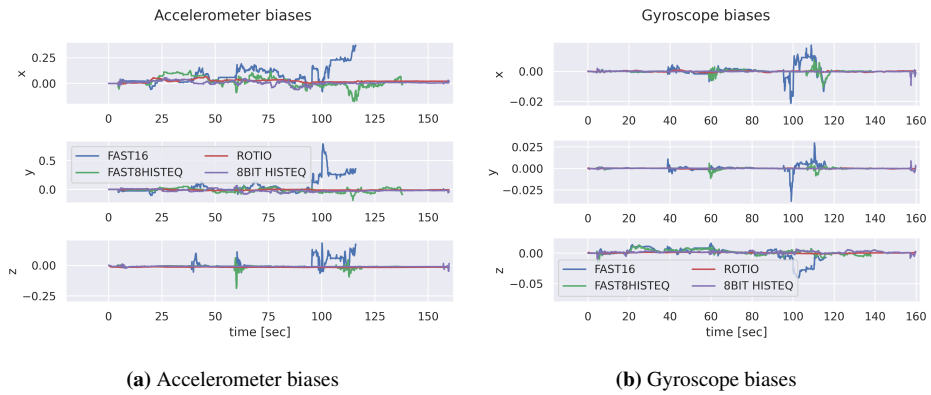 Accelerometer biases
x
0.25
0.00
0 25 50 75 100 125 150
y
0.5
0.0
FAST16 ROTIO
FAST8HISTEQ 8BIT HISTEQ
0 25 50 75 100 125 150
z
0.00
−0.25
0 25 50 75 100 125 150
time [sec]
(a) Accelerometer biases
Gyroscope biases
x
0.00
−0.02
0 20 40 60 80 100 120 140 160
y
0.025
0.000
−0.025
0 20 40 60 80 100 120 140 160
z
0.00
−0.05
FAST16 ROTIO
FAST8HISTEQ 8BIT HISTEQ
0 20 40 60 80 100 120 140 160
time [sec]
(b) Gyroscope biases